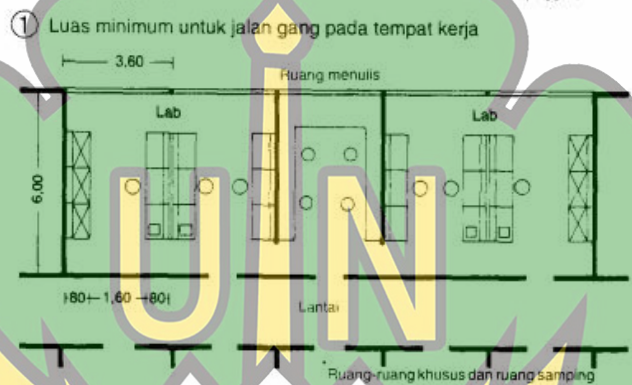 ① Luas minimum untuk jalan gang pada tempat kerja
3,60
Ruang menulis
Lab
Lab
6,00
UIN
80 1,60 80
Lantai
Ruang-ruang khusus dan ruang samping